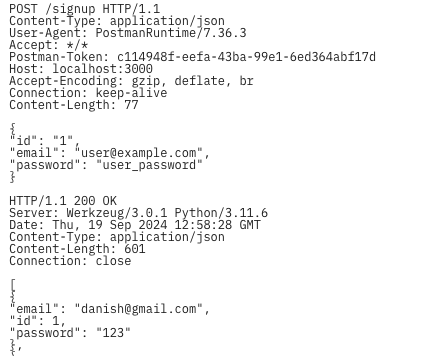 POST /signup HTTP/1.1
Content-Type: application/json
User-Agent: PostmanRuntime/7.36.3
Accept: */*
Postman-Token: c114948f-eefa-43ba-99e1-6ed364abf17d
Host: localhost:3000
Accept-Encoding: gzip, deflate, br
Connection: keep-alive
Content-Length: 77

{
"id": "1",
"email": "user@example.com",
"password": "user_password"
}

HTTP/1.1 200 OK
Server: Werkzeug/3.0.1 Python/3.11.6
Date: Thu, 19 Sep 2024 12:58:28 GMT
Content-Type: application/json
Content-Length: 601
Connection: close

[
{
"email": "danish@gmail.com",
"id": 1,
"password": "123"
},
{